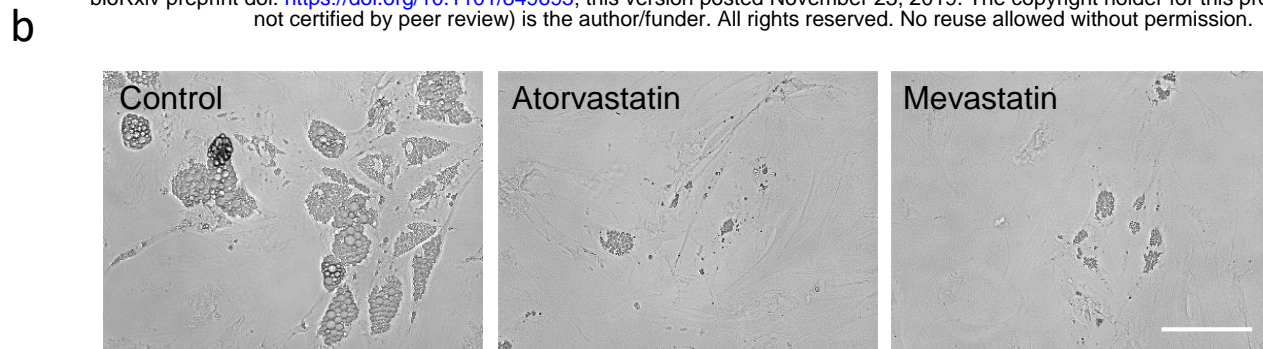 bioRxiv preprint doi: https://doi.org/10.1101/849695; this version posted November 23, 2019. The copyright holder for this pre
not certified by peer review) is the author/funder. All rights reserved. No reuse allowed without permission.
b
Control
Atorvastatin
Mevastatin